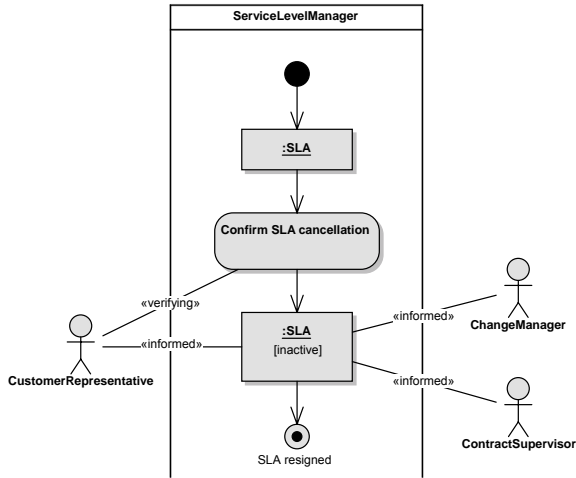 ServiceLevelManager
:SLA
Confirm SLA cancellation
«verifying»
«informed»
CustomerRepresentative
:SLA
[inactive]
«informed»
ChangeManager
«informed»
ContractSupervisor
SLA resigned